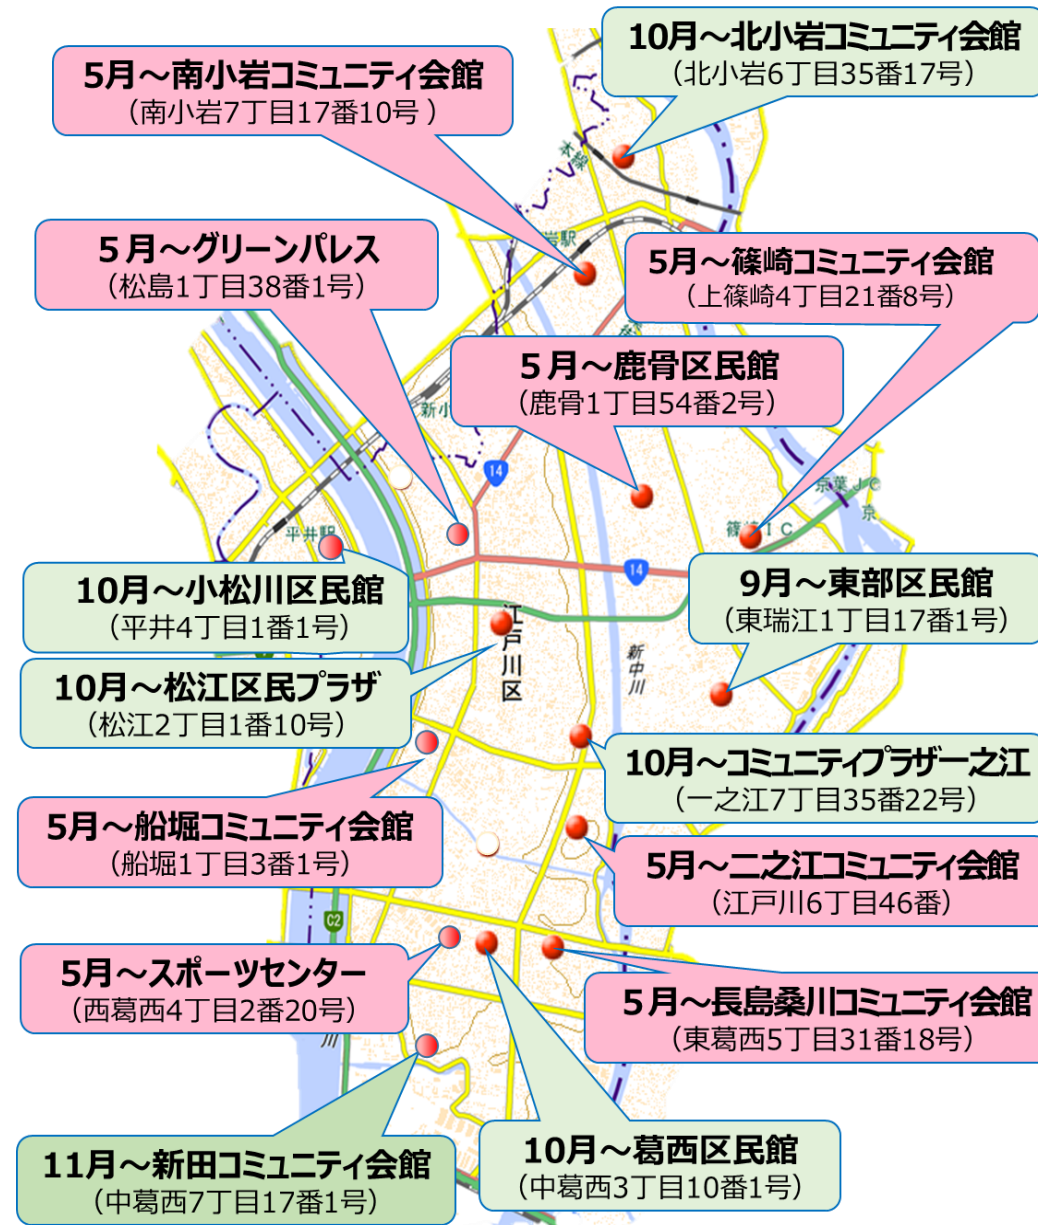 10月～北小岩コミュニティ会館
（北小岩6丁目35番17号）
5月～南小岩コミュニティ会館
（南小岩7丁目17番10号 ）
本線
５月～グリーンパレス
（松島1丁目38番1号）
岩駅
5月～篠崎コミュニティ会館
（上篠崎4丁目21番8号）
５月～鹿骨区民館
（鹿骨1丁目54番2号）
新小
14
京葉ＪＣ
京
篠崎ＩＣ
平井駅
14
10月～小松川区民館
（平井4丁目1番1号）
9月～東部区民館
（東瑞江1丁目17番1号）
江戸川区
新中川
10月～松江区民プラザ
（松江2丁目1番10号）
10月～コミュニティプラザ一之江
（一之江7丁目35番22号）
5月～船堀コミュニティ会館
（船堀1丁目3番1号）
5月～二之江コミュニティ会館
（江戸川6丁目46番）
C2
5月～スポーツセンター
（西葛西4丁目2番20号）
５月～長島桑川コミュニティ会館
（東葛西5丁目31番18号）
川
11月～新田コミュニティ会館
（中葛西7丁目17番1号）
10月～葛西区民館
（中葛西3丁目10番1号）